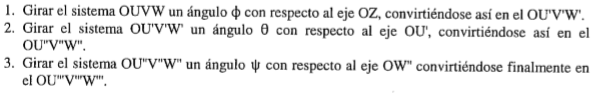 1. Girar el sistema OUVW un ángulo ϕ con respecto al eje OZ, convirtiéndose así en el OU'V'W'.
2. Girar el sistema OU'V'W' un ángulo θ con respecto al eje OU', convirtiéndose así en el
OU"V"W".
3. Girar el sistema OU"V"W" un ángulo ψ con respecto al eje OW" convirtiéndose finalmente en
el OU'"V'"W'".